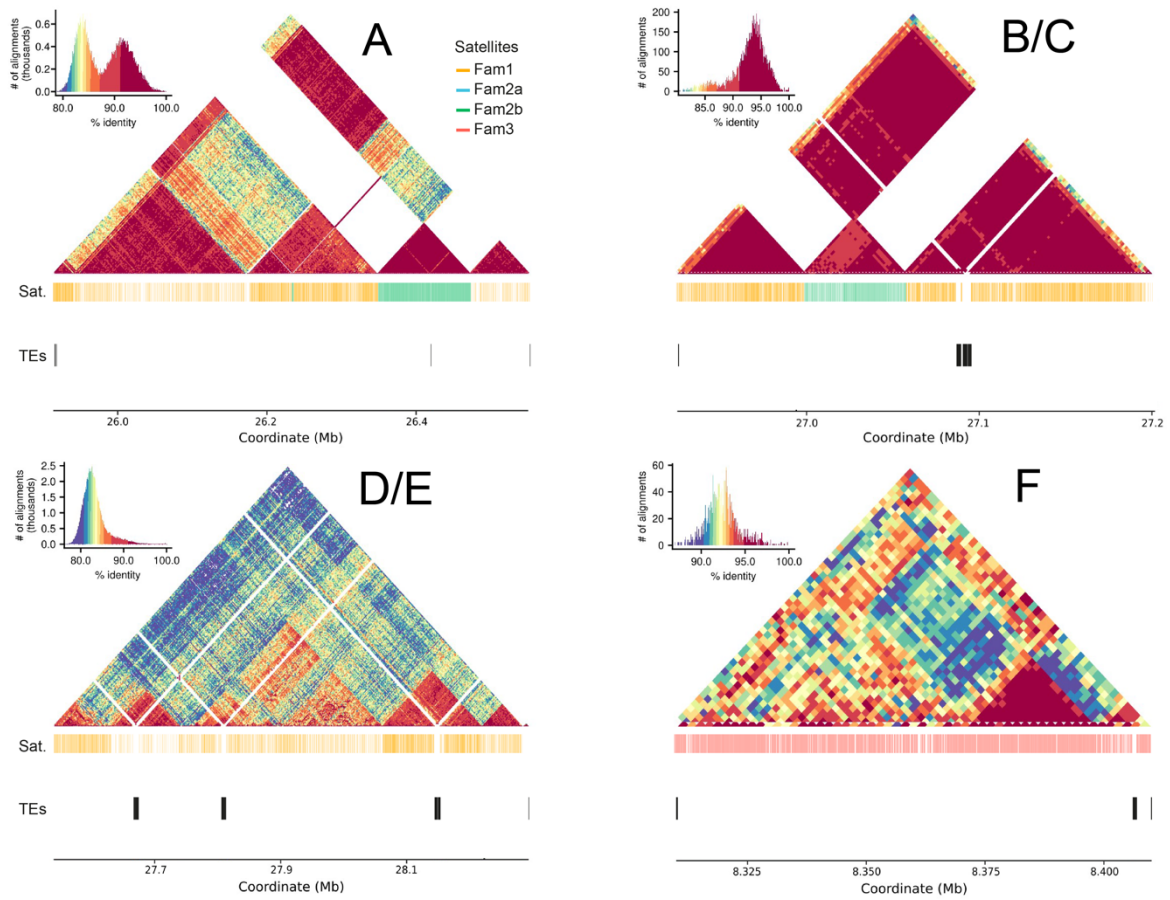 A
# of alignments
(thousands)
0.6
0.4
0.2
0.0
80.0 90.0 100.0
% identity
Satellites
Fam1
Fam2a
Fam2b
Fam3
Sat.
TEs
26.0 26.2 26.4
Coordinate (Mb)
B/C
# of alignments
200
150
100
50
0
85.0 90.0 95.0 100.0
% identity
27.0 27.1 27.2
Coordinate (Mb)
D/E
# of alignments
(thousands)
2.5
2.0
1.5
1.0
0.5
0.0
80.0 90.0 100.0
% identity
Sat.
TEs
27.7 27.9 28.1
Coordinate (Mb)
F
# of alignments
60
40
20
0
90.0 95.0 100.0
% identity
8.325 8.350 8.375 8.400
Coordinate (Mb)